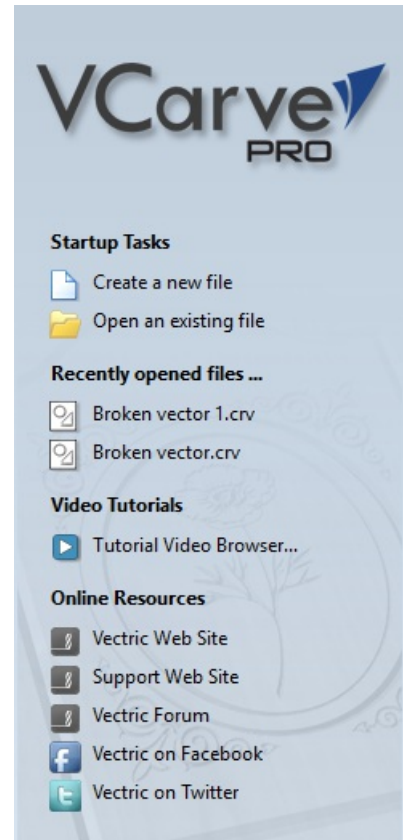 VCarve
PRO
Startup Tasks
Create a new file
Open an existing file
Recently opened files ...
Broken vector 1.crv
Broken vector.crv
Video Tutorials
Tutorial Video Browser...
Online Resources
Vectric Web Site
Support Web Site
Vectric Forum
Vectric on Facebook
Vectric on Twitter